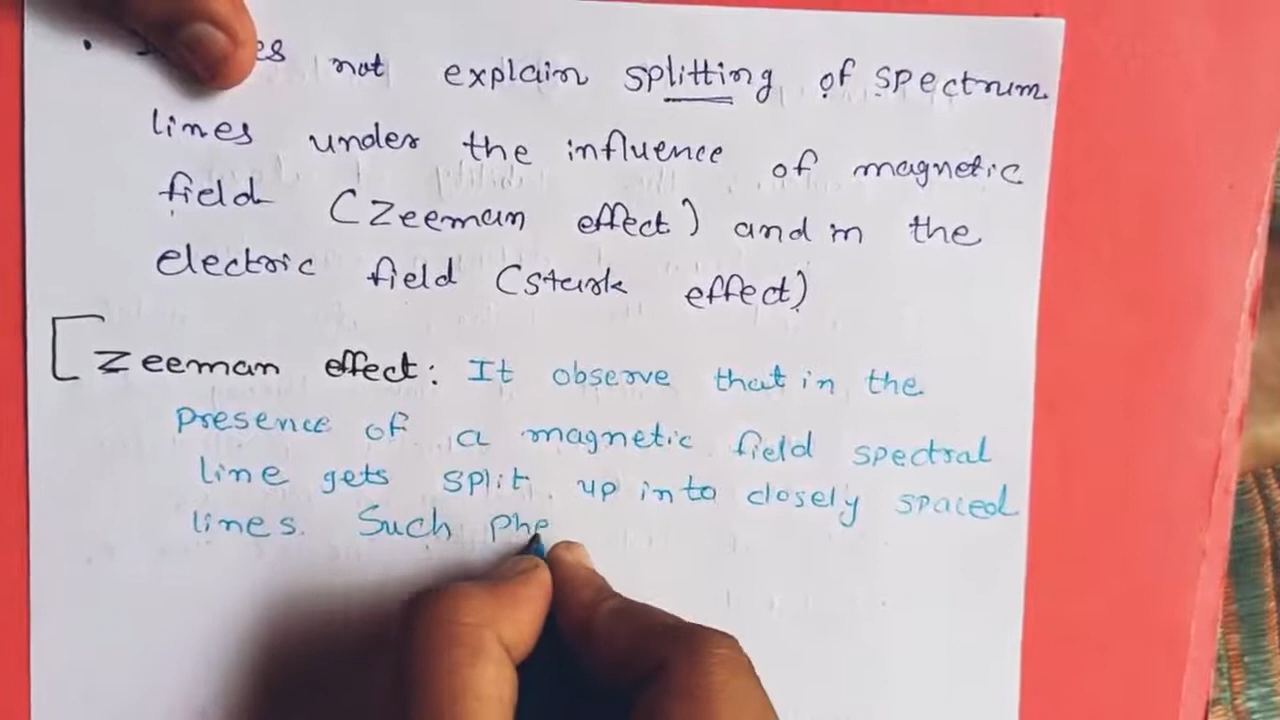 not explain splitting of spectrum
lines under the influence of magnetic
field (Zeeman effect) and in the
electric field (Stark effect)
Zeeman effect: It observe that in the
presence of a magnetic field spectral
line gets split up into closely spaced
lines. Such phe